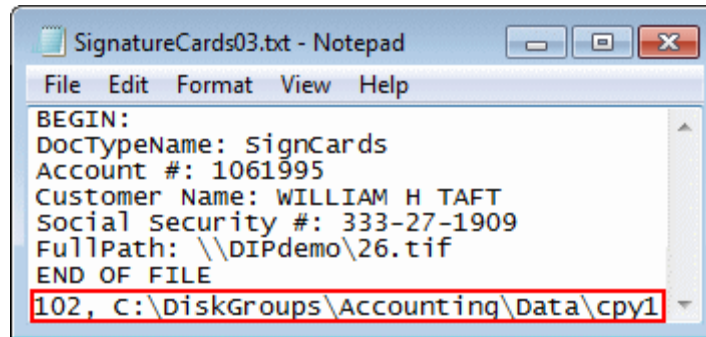 SignatureCards03.txt - Notepad
File Edit Format View Help
BEGIN:
DocTypeName: SignCards
Account #: 1061995
Customer Name: WILLIAM H TAFT
Social Security #: 333-27-1909
FullPath: \\DIPdemo\26.tif
END OF FILE
102, C:\DiskGroups\Accounting\Data\cpy1